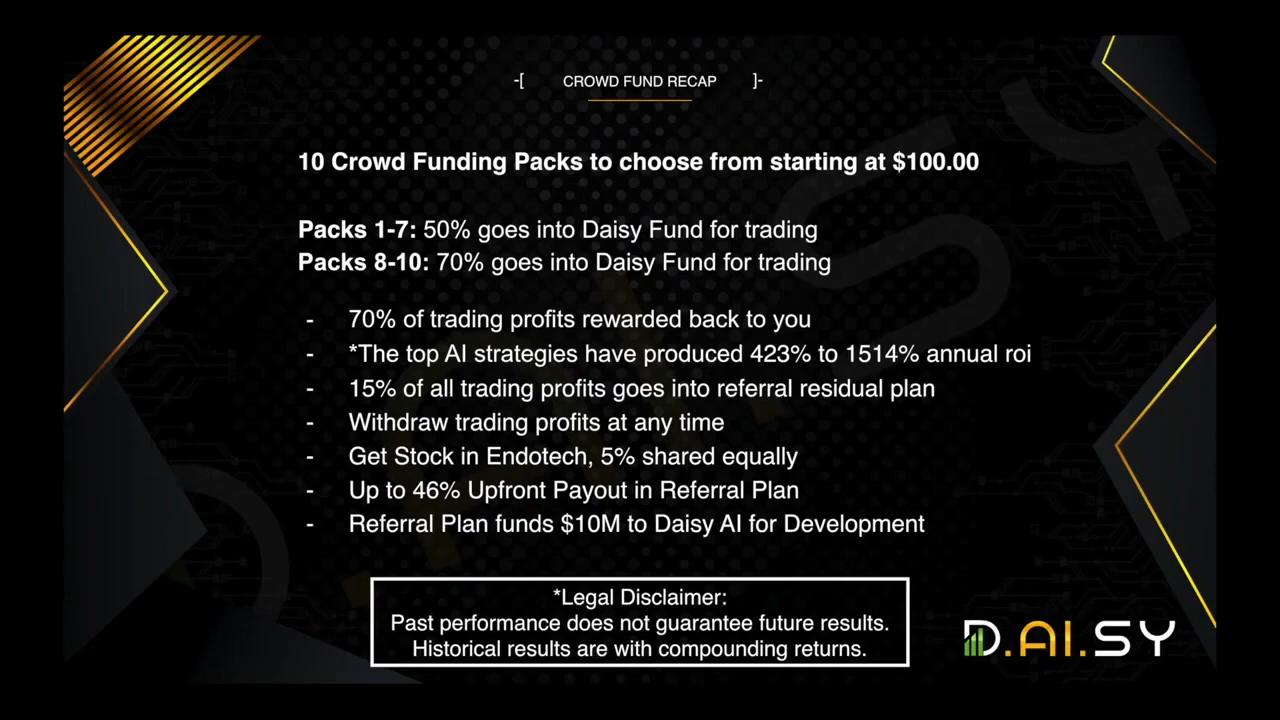 -[ CROWD FUND RECAP ]-
10 Crowd Funding Packs to choose from starting at $100.00
Packs 1-7: 50% goes into Daisy Fund for trading
Packs 8-10: 70% goes into Daisy Fund for trading
- 70% of trading profits rewarded back to you
- *The top AI strategies have produced 423% to 1514% annual roi
- 15% of all trading profits goes into referral residual plan
- Withdraw trading profits at any time
- Get Stock in Endotech, 5% shared equally
- Up to 46% Upfront Payout in Referral Plan
- Referral Plan funds $10M to Daisy AI for Development
*Legal Disclaimer:
Past performance does not guarantee future results.
Historical results are with compounding returns.
D.AI.SY